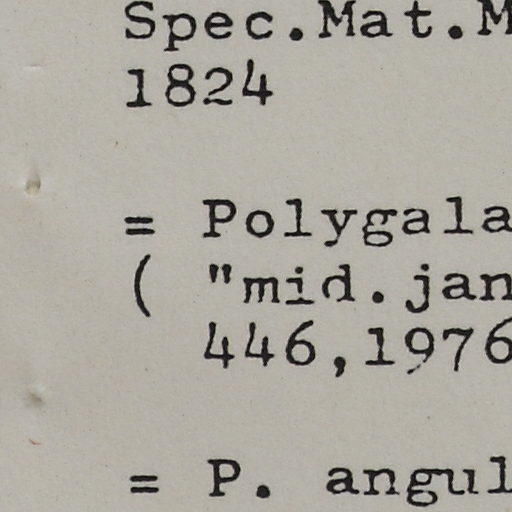 Spec.Mat.M
1824
= Polygala
( "mid.jan
446,1976
= P. angul